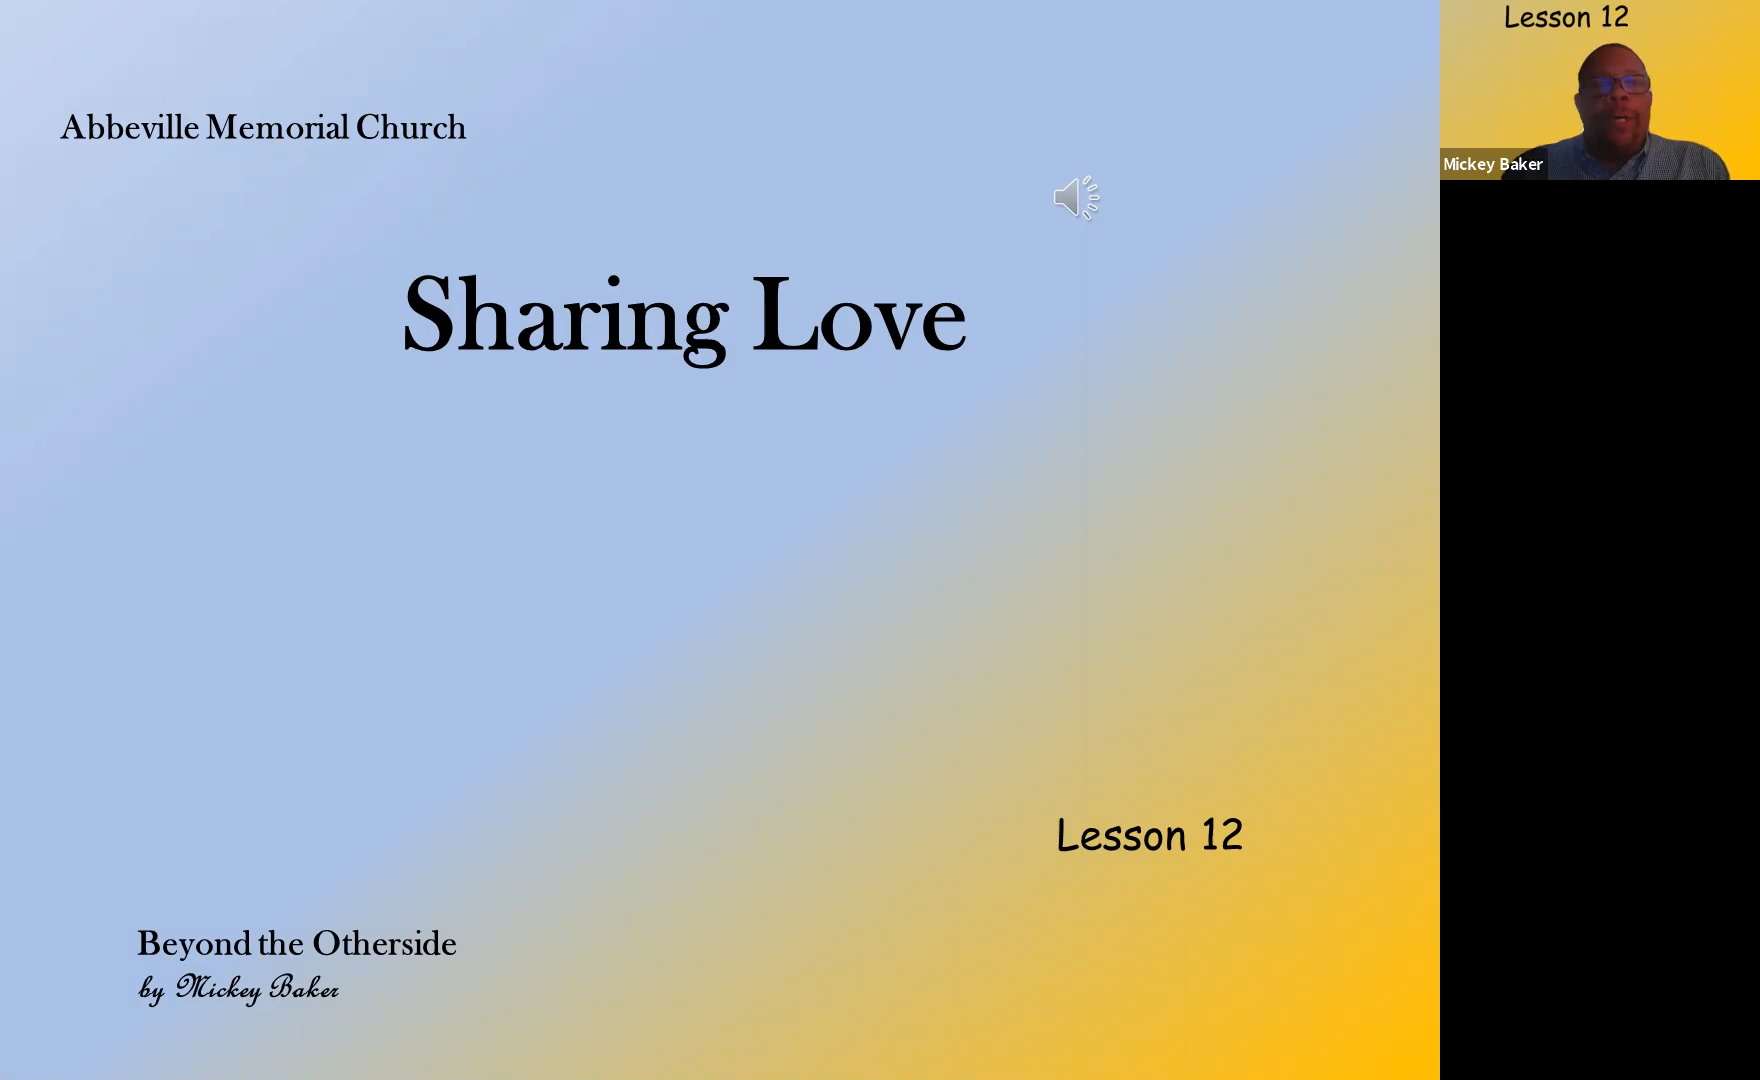 Abbeville Memorial Church
Sharing Love
Lesson 12
Beyond the Otherside
by Mickey Baker
Lesson 12
Mickey Baker